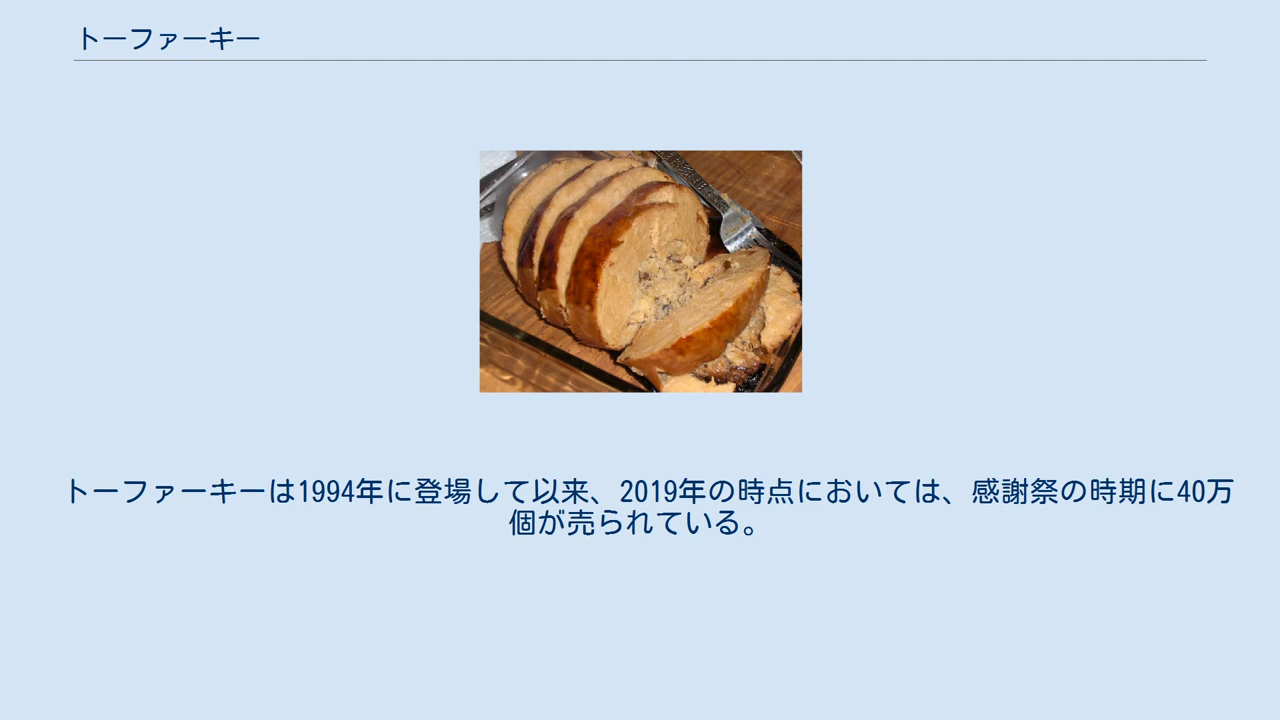 トーファーキー
トーファーキーは1994年に登場して以来、2019年の時点においては、感謝祭の時期に40万
個が売られている。